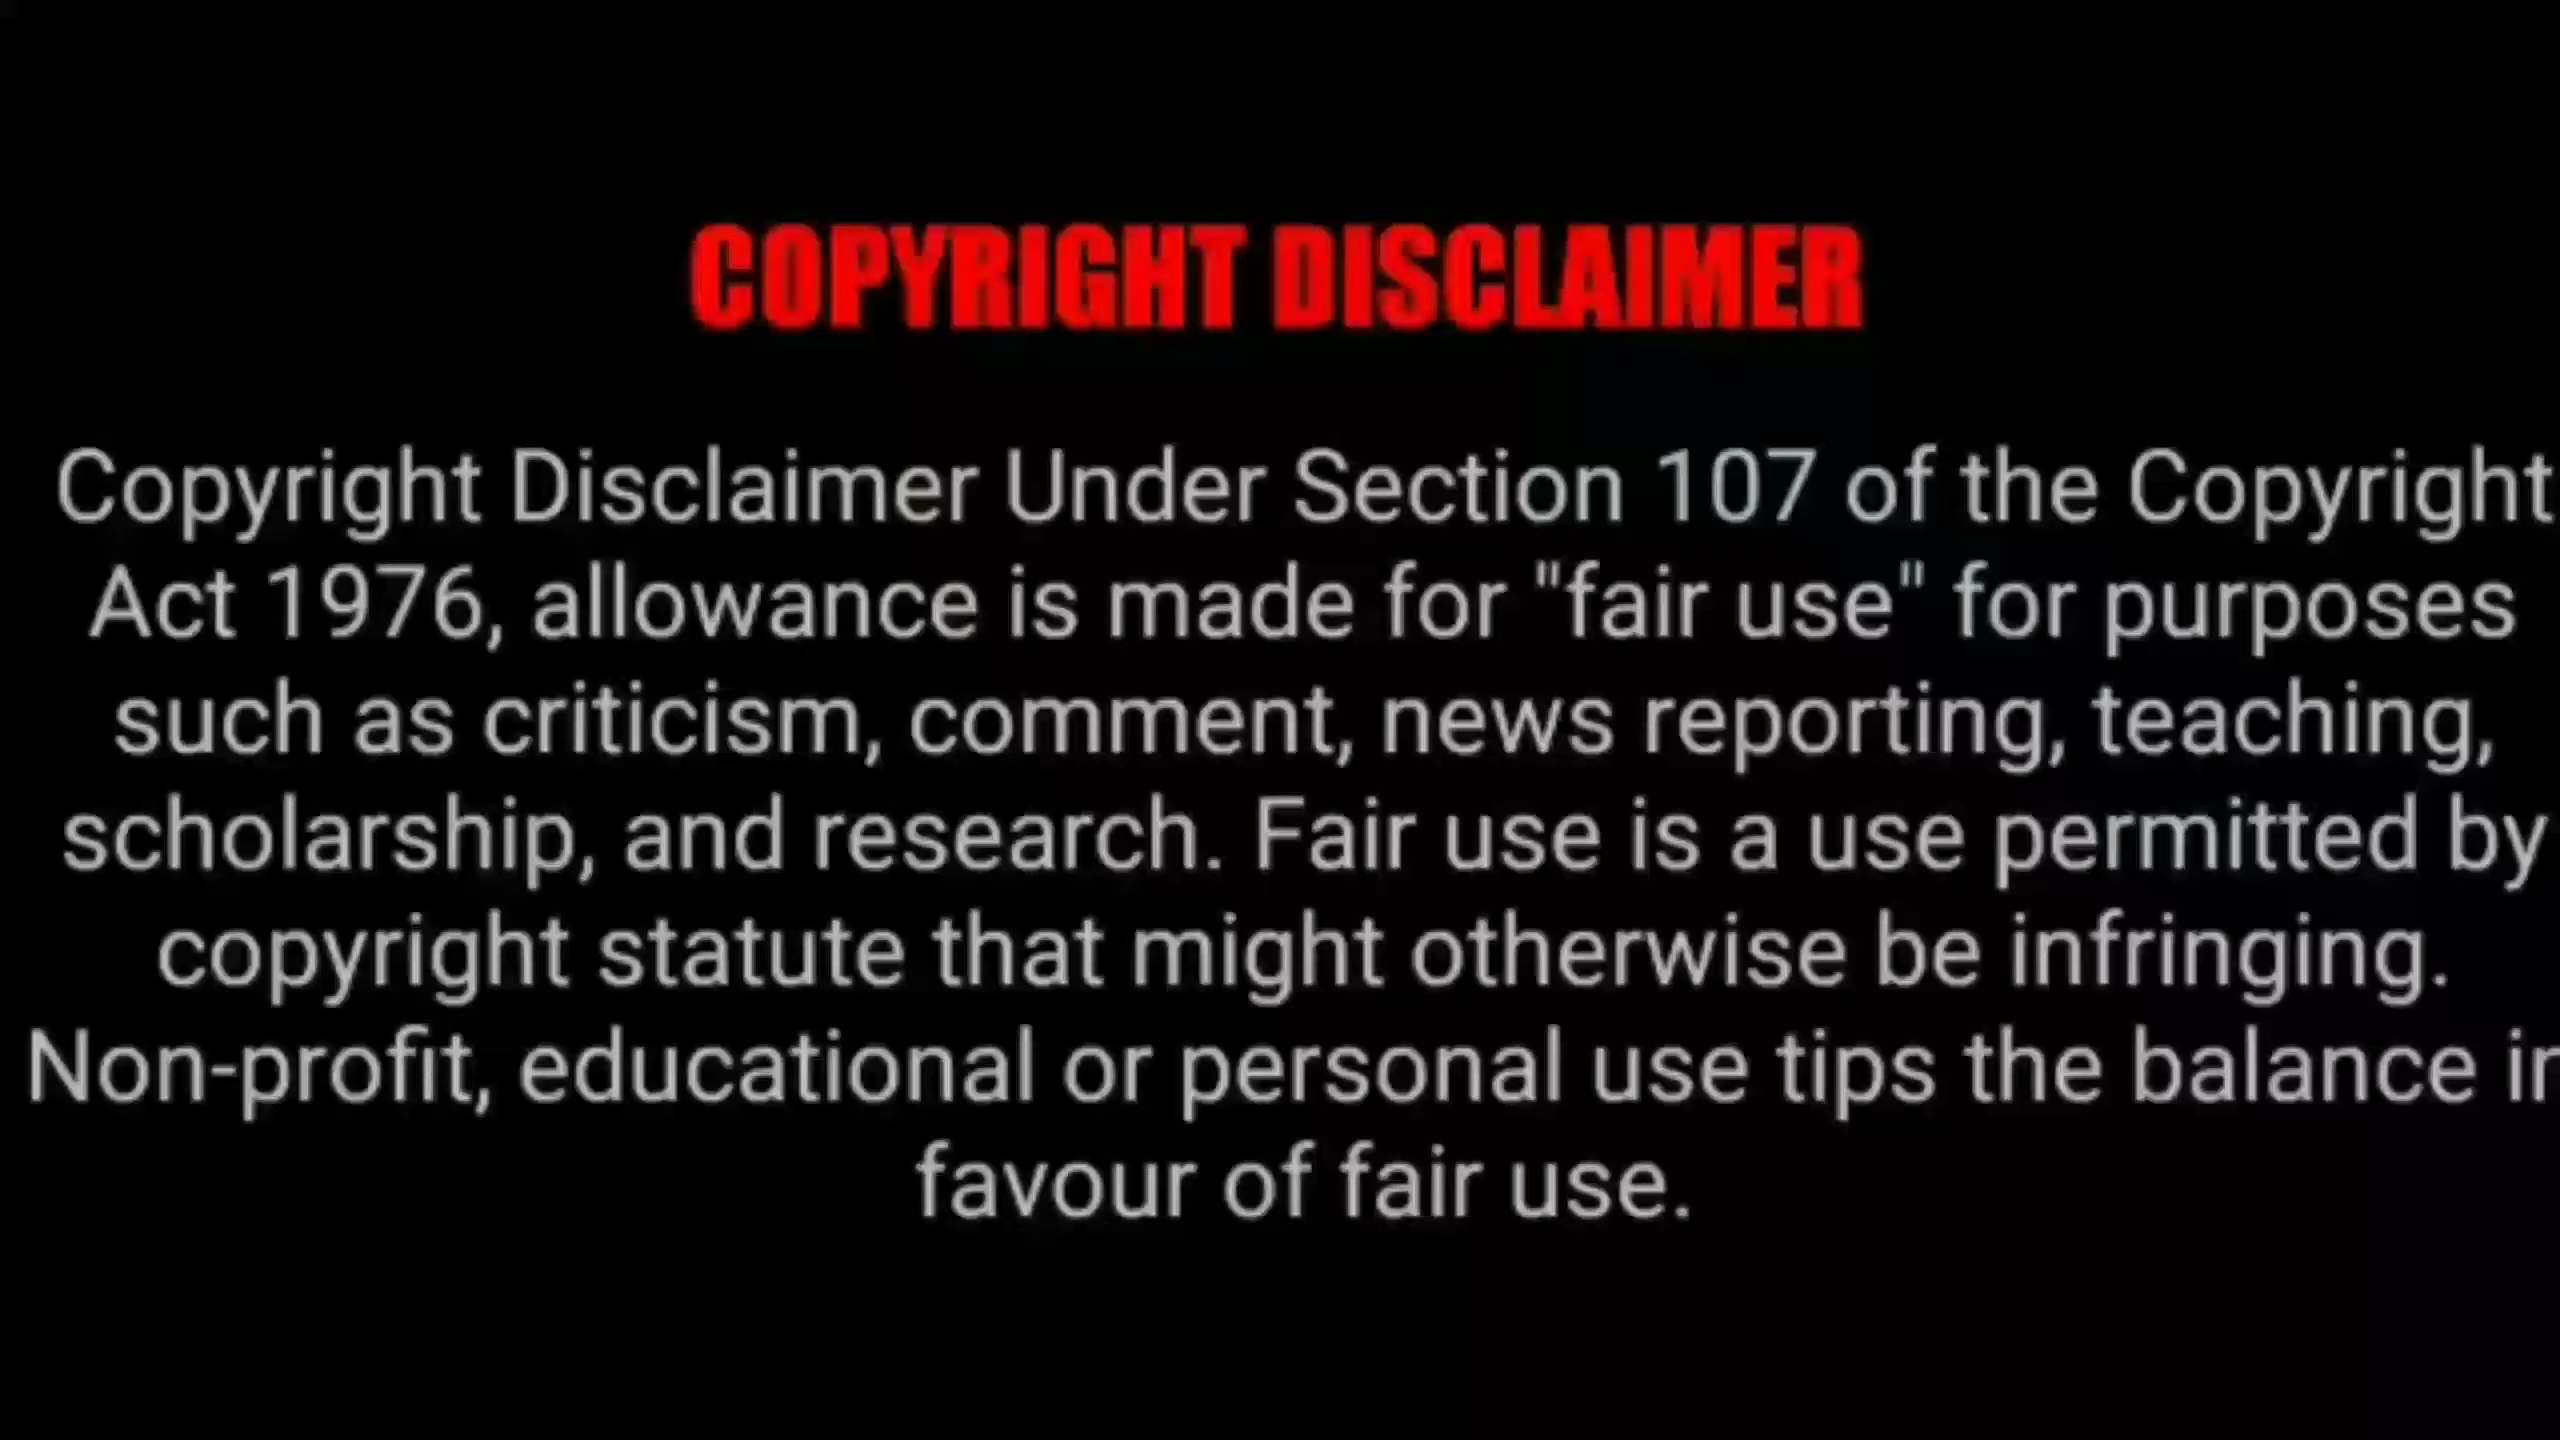 COPYRIGHT DISCLAIMER
Copyright Disclaimer Under Section 107 of the Copyright
Act 1976, allowance is made for "fair use" for purposes
such as criticism, comment, news reporting, teaching,
scholarship, and research. Fair use is a use permitted by
copyright statute that might otherwise be infringing.
Non-profit, educational or personal use tips the balance in
favour of fair use.